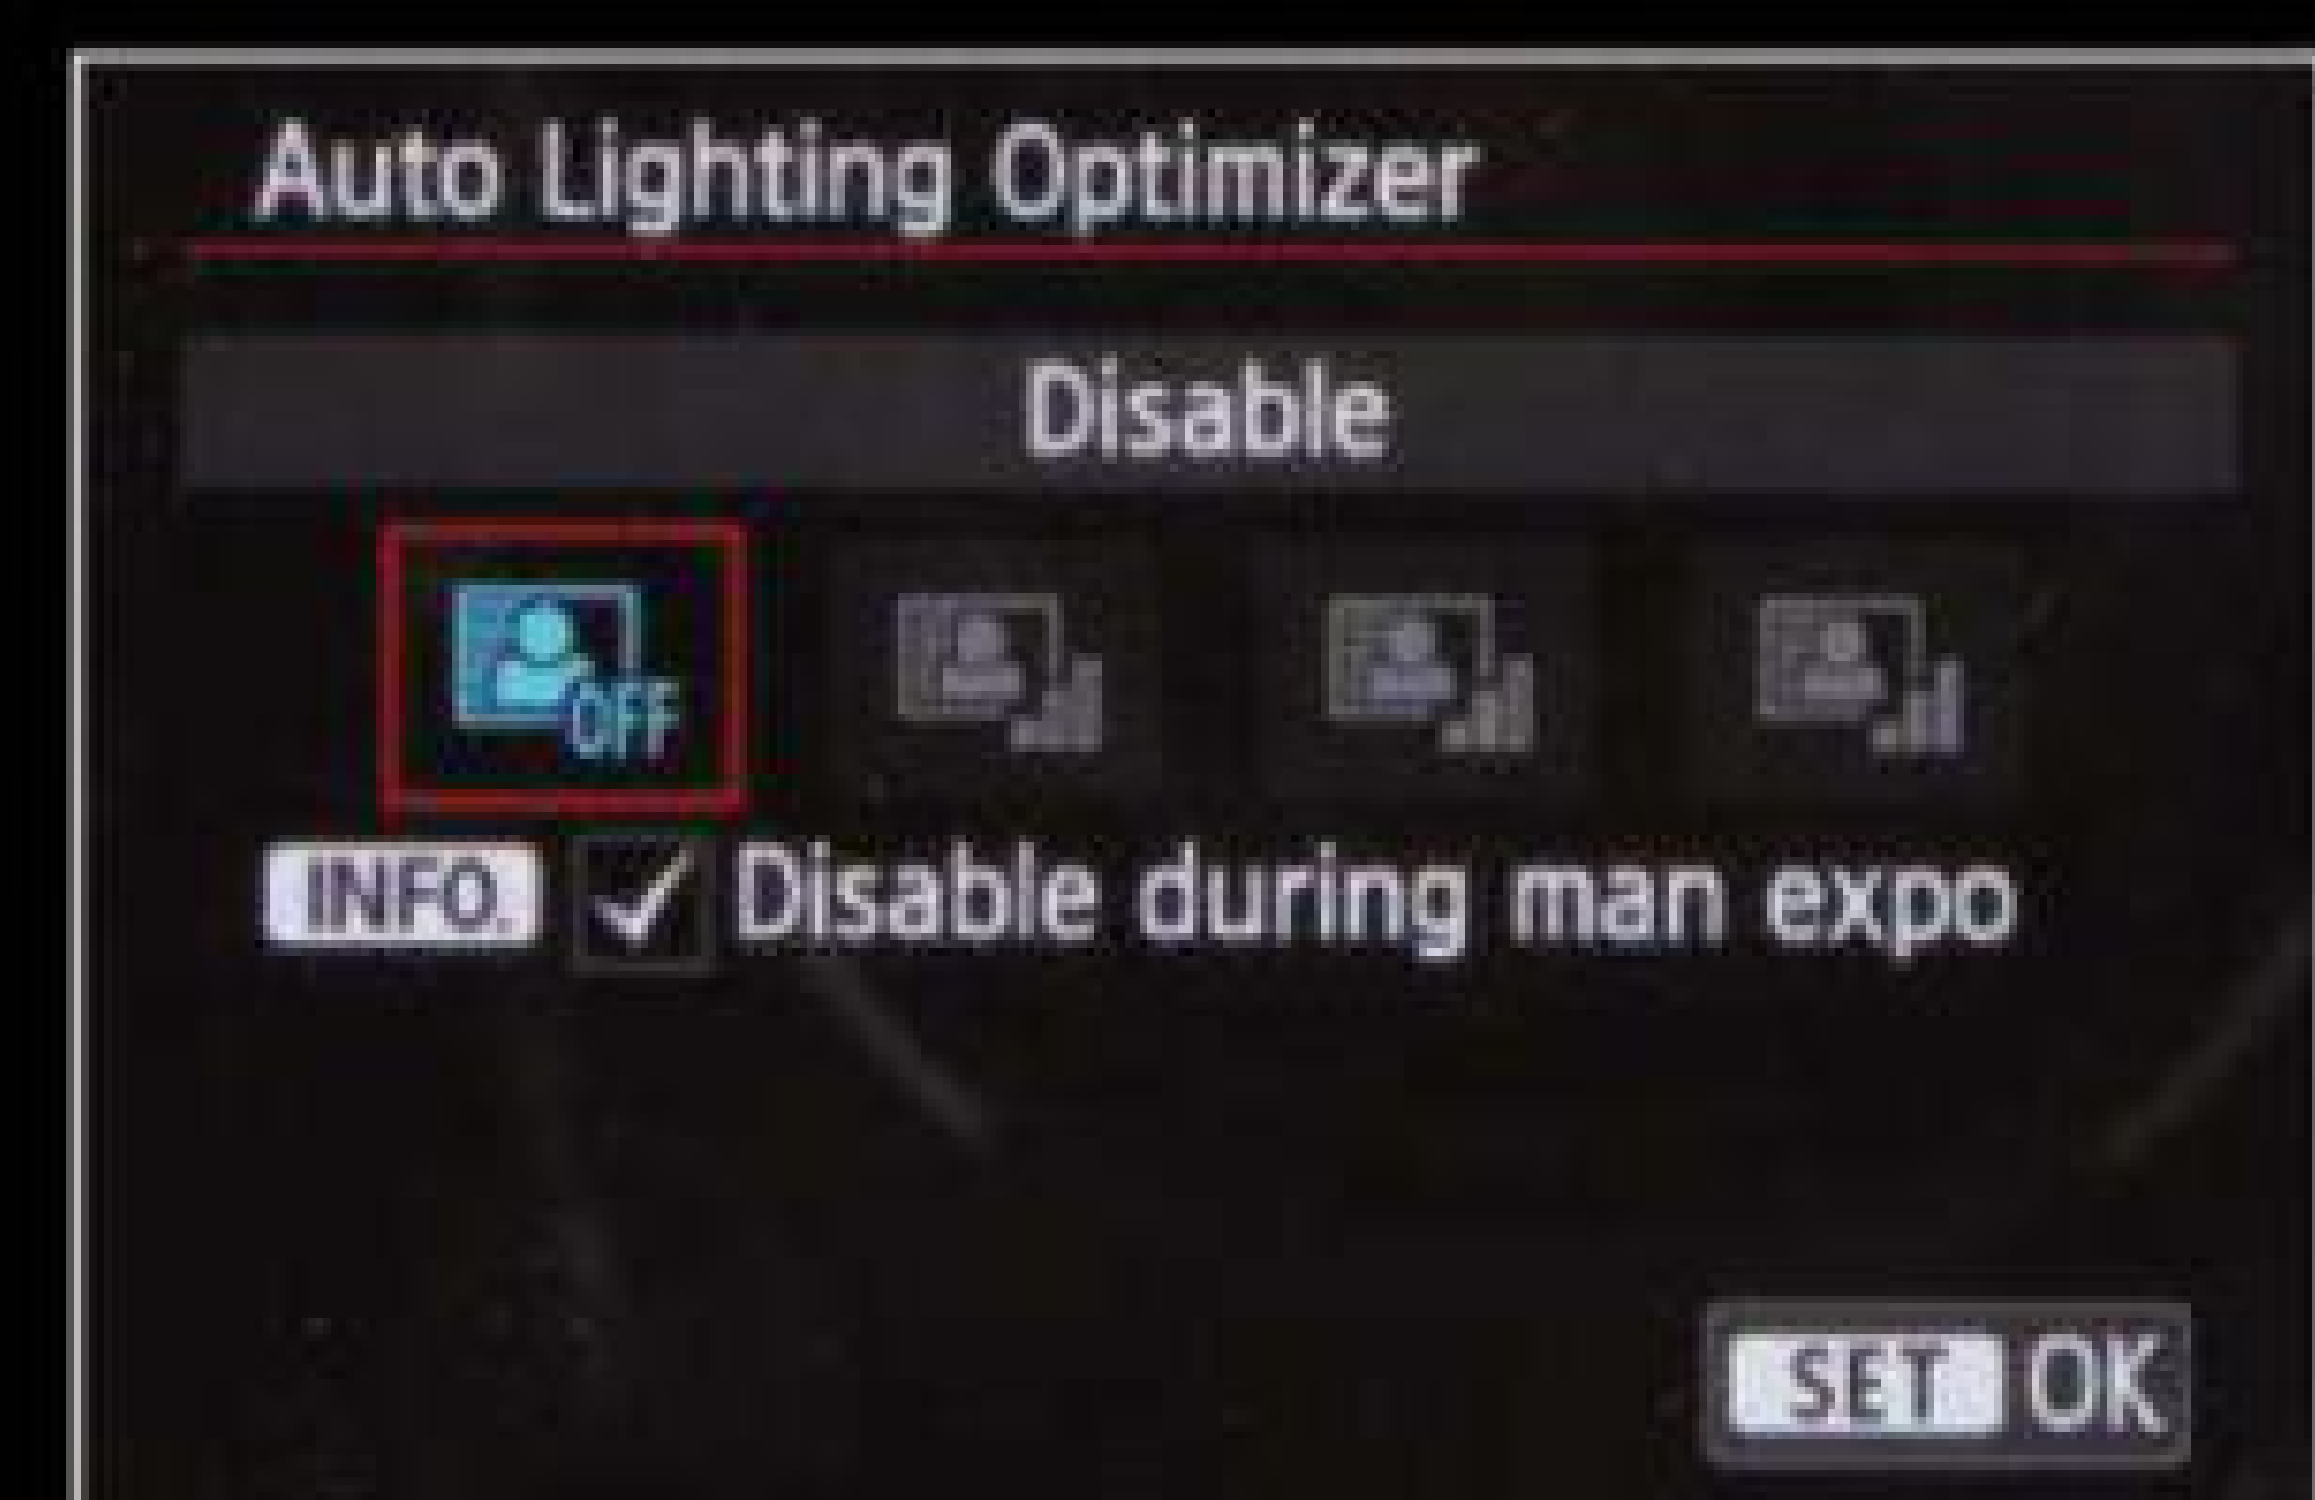 Auto Lighting Optimizer
Disable
OFF
INFO. Disable during man expo
SET OK